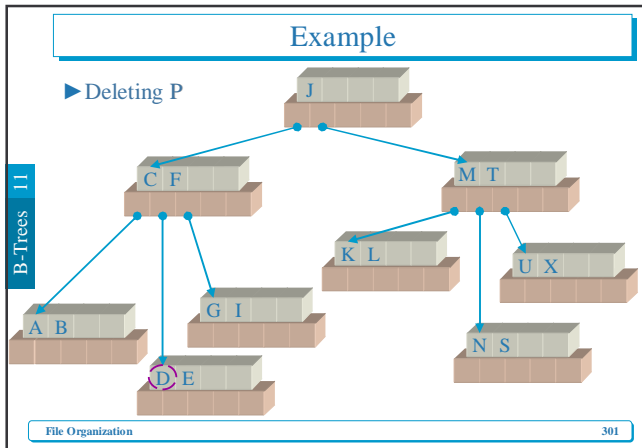 Example
►Deleting P
J
C F
M T
K L
U X
G I
A B
N S
D E
B-Trees 11
File Organization
301